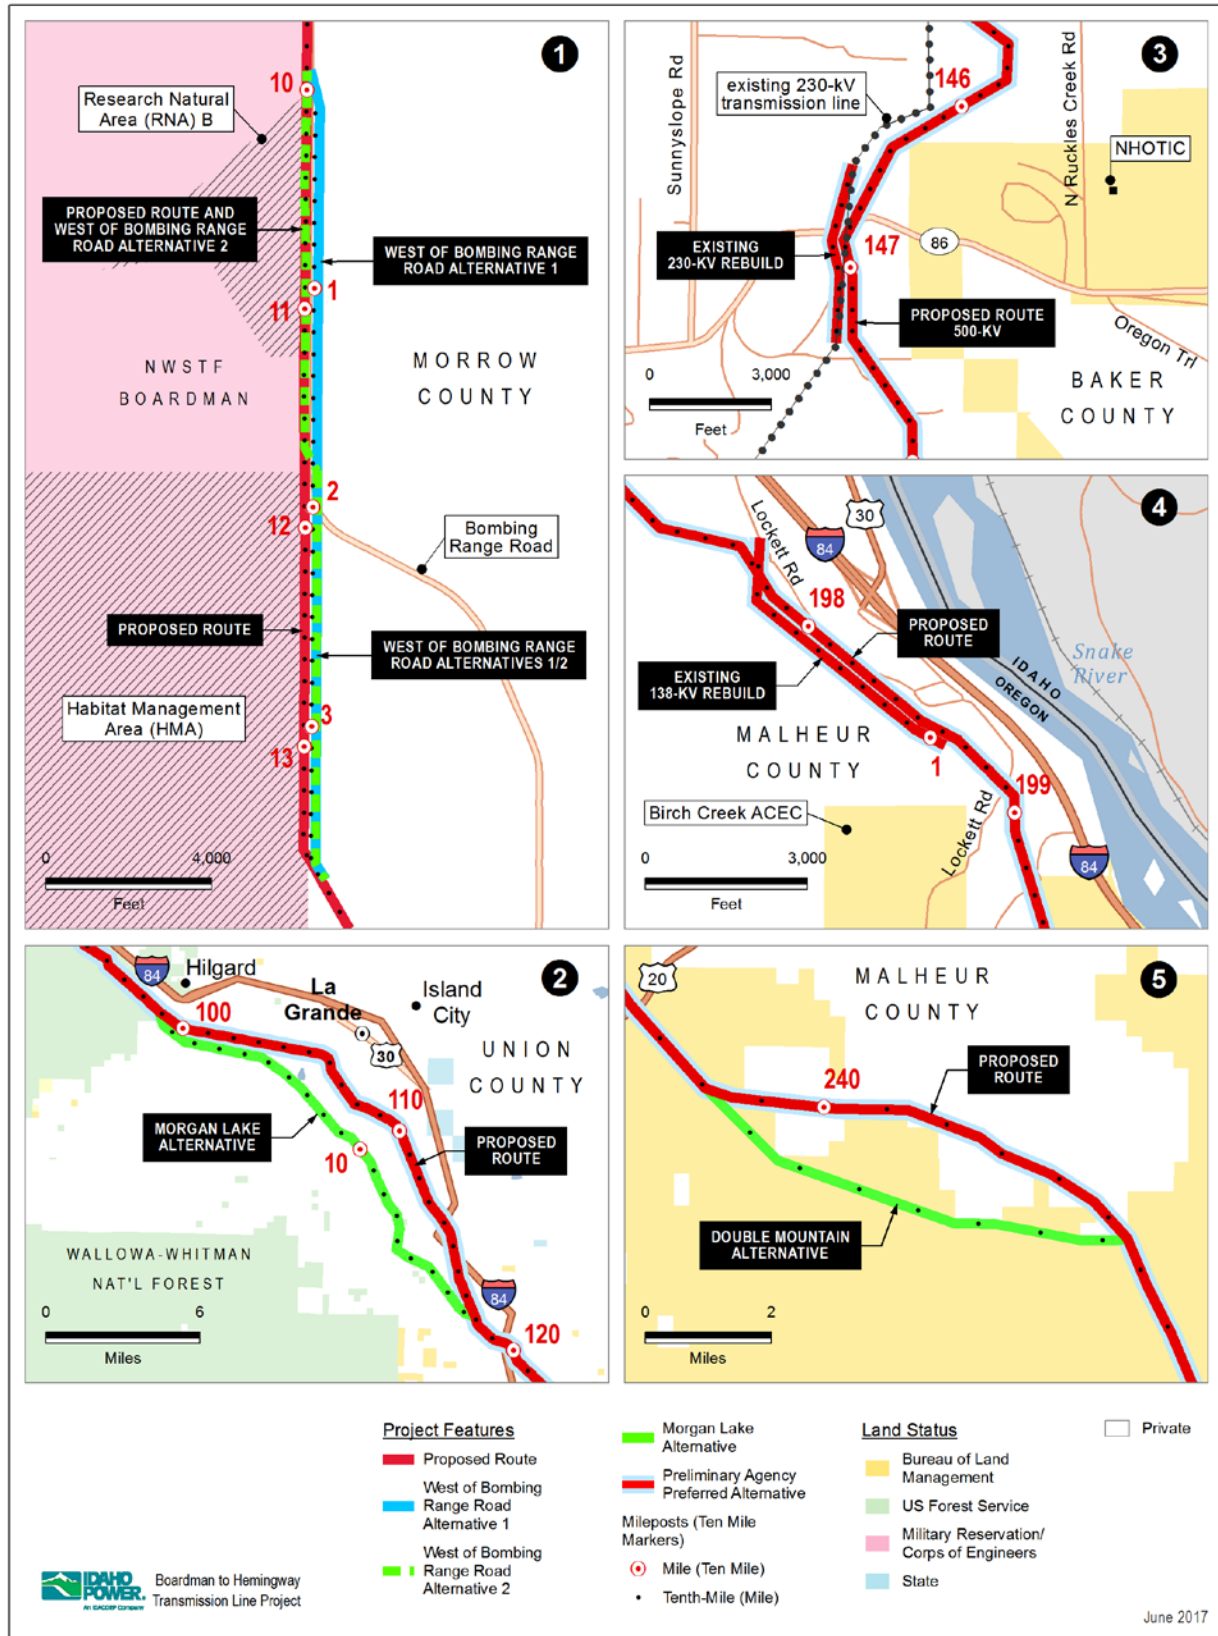 1
10
Research Natural
Area (RNA) B
PROPOSED ROUTE AND
WEST OF BOMBING RANGE
ROAD ALTERNATIVE 2
WEST OF BOMBING RANGE
ROAD ALTERNATIVE 1
1
11
NWSTF
BOARDMAN
MORROW
COUNTY
2
12
Bombing
Range Road
PROPOSED ROUTE
WEST OF BOMBING RANGE
ROAD ALTERNATIVES 1/2
Habitat Management
Area (HMA)
3
13
0 4,000
Feet
3
Sunnyslope Rd
existing 230-kV
transmission line
146
N Ruckles Creek Rd
NHOTIC
EXISTING
230-KV REBUILD
147
86
PROPOSED ROUTE
500-KV
Oregon Trl
0 3,000
Feet
BAKER
COUNTY
4
Lockett Rd
30
84
198
PROPOSED
ROUTE
EXISTING
138-KV REBUILD
Snake
River
IDAHO
OREGON
MALHEUR
COUNTY
1
199
Birch Creek ACEC
Lockett Rd
84
0 3,000
Feet
2
84
Hilgard
La
Grande
Island
City
100
30
UNION
COUNTY
110
MORGAN LAKE
ALTERNATIVE
10
PROPOSED
ROUTE
WALLOWA-WHITMAN
NAT'L FOREST
84
0 6
Miles
120
5
20
MALHEUR
COUNTY
240
PROPOSED
ROUTE
DOUBLE MOUNTAIN
ALTERNATIVE
0 2
Miles
Project Features
Proposed Route
West of Bombing
Range Road
Alternative 1
West of Bombing
Range Road
Alternative 2
Morgan Lake
Alternative
Preliminary Agency
Preferred Alternative
Mileposts (Ten Mile
Markers)
Mile (Ten Mile)
Tenth-Mile (Mile)
Land Status
Bureau of Land
Management
US Forest Service
Military Reservation/
Corps of Engineers
State
Private
IDAHO
POWER.
An IDACORP Company
Boardman to Hemingway
Transmission Line Project
June 2017